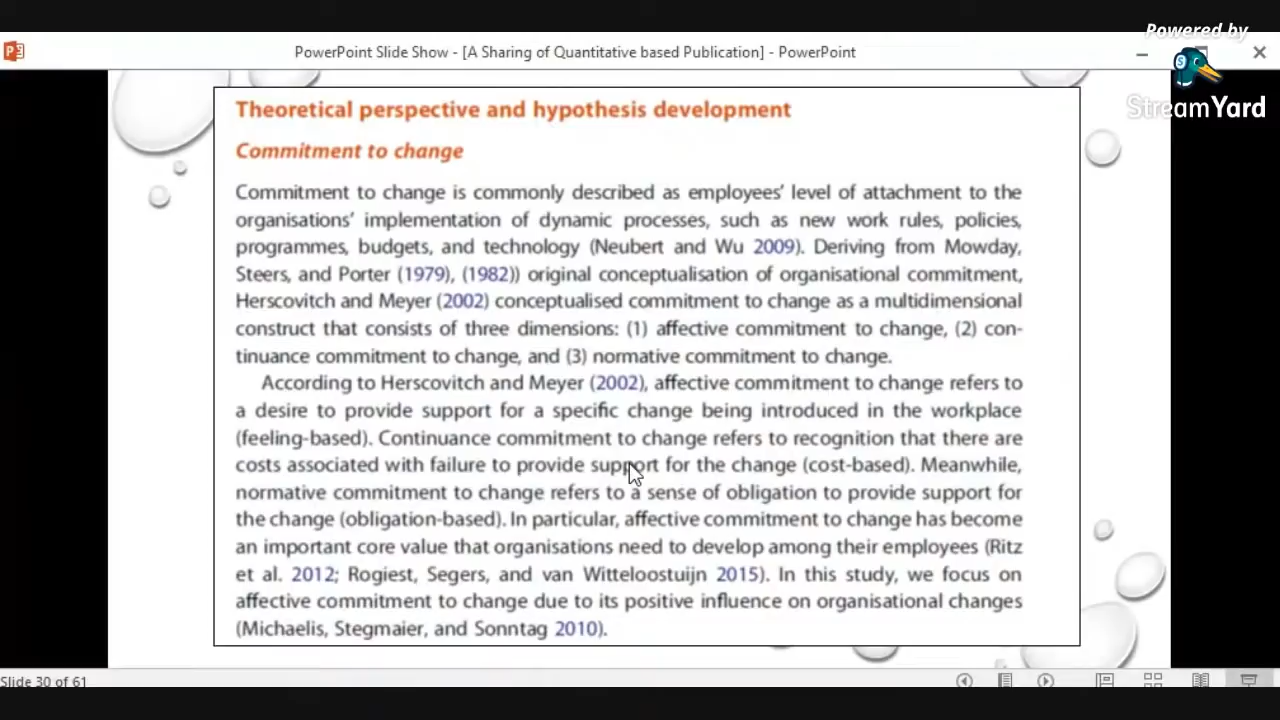 Powered by
PowerPoint Slide Show - [A Sharing of Quantitative based Publication] - PowerPoint
StreamYard
Theoretical perspective and hypothesis development
Commitment to change
Commitment to change is commonly described as employees' level of attachment to the
organisations' implementation of dynamic processes, such as new work rules, policies,
programmes, budgets, and technology (Neubert and Wu 2009). Deriving from Mowday,
Steers, and Porter (1979), (1982)) original conceptualisation of organisational commitment,
Herscovitch and Meyer (2002) conceptualised commitment to change as a multidimensional
construct that consists of three dimensions: (1) affective commitment to change, (2) con-
tinuance commitment to change, and (3) normative commitment to change.
According to Herscovitch and Meyer (2002), affective commitment to change refers to
a desire to provide support for a specific change being introduced in the workplace
(feeling-based). Continuance commitment to change refers to recognition that there are
costs associated with failure to provide support for the change (cost-based). Meanwhile,
normative commitment to change refers to a sense of obligation to provide support for
the change (obligation-based). In particular, affective commitment to change has become
an important core value that organisations need to develop among their employees (Ritz
et al. 2012; Rogiest, Segers, and van Witteloostuijn 2015). In this study, we focus on
affective commitment to change due to its positive influence on organisational changes
(Michaelis, Stegmaier, and Sonntag 2010).
Slide 30 of 61